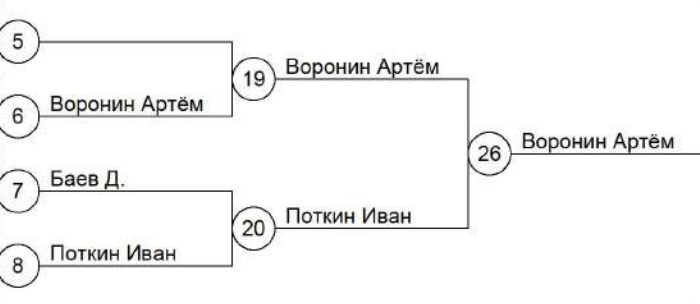 5
Воронин Артём
19
6
Воронин Артём
Воронин Артём
26
7
Баев Д.
Поткин Иван
20
8
Поткин Иван